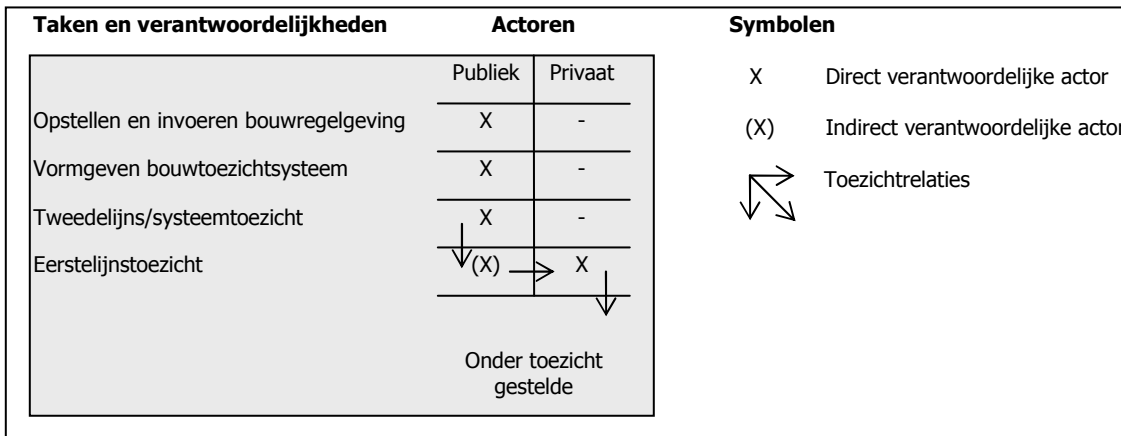 Taken en verantwoordelijkheden Actoren Symbolen
Publiek Privaat
X Direct verantwoordelijke actor
Opstellen en invoeren bouwregelgeving X -
(X) Indirect verantwoordelijke actor
Vormgeven bouwtoezichtsysteem X -
Toezichtrelaties
Tweedelijns/systeemtoezicht X -
Eerstelijnstoezicht (X) X
Onder toezicht
gestelde